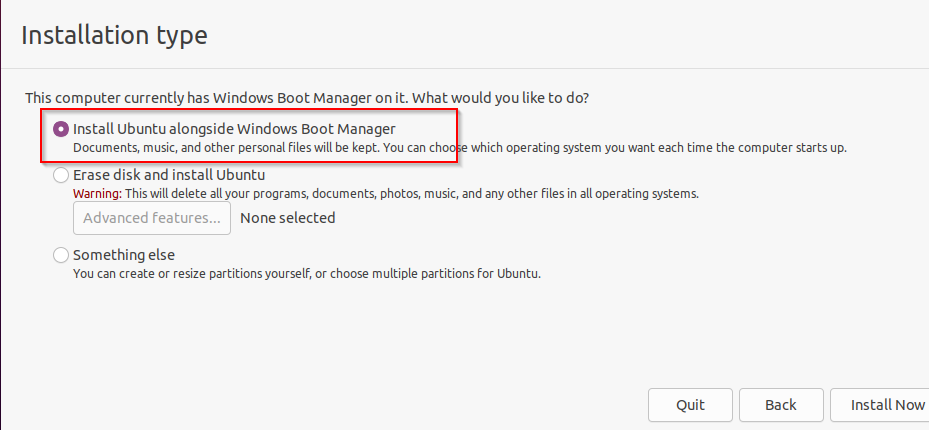 Installation type
This computer currently has Windows Boot Manager on it. What would you like to do?
Install Ubuntu alongside Windows Boot Manager
Documents, music, and other personal files will be kept. You can choose which operating system you want each time the computer starts up.
Erase disk and install Ubuntu
Warning: This will delete all your programs, documents, photos, music, and any other files in all operating systems.
Advanced features... None selected
Something else
You can create or resize partitions yourself, or choose multiple partitions for Ubuntu.
Quit Back Install Now